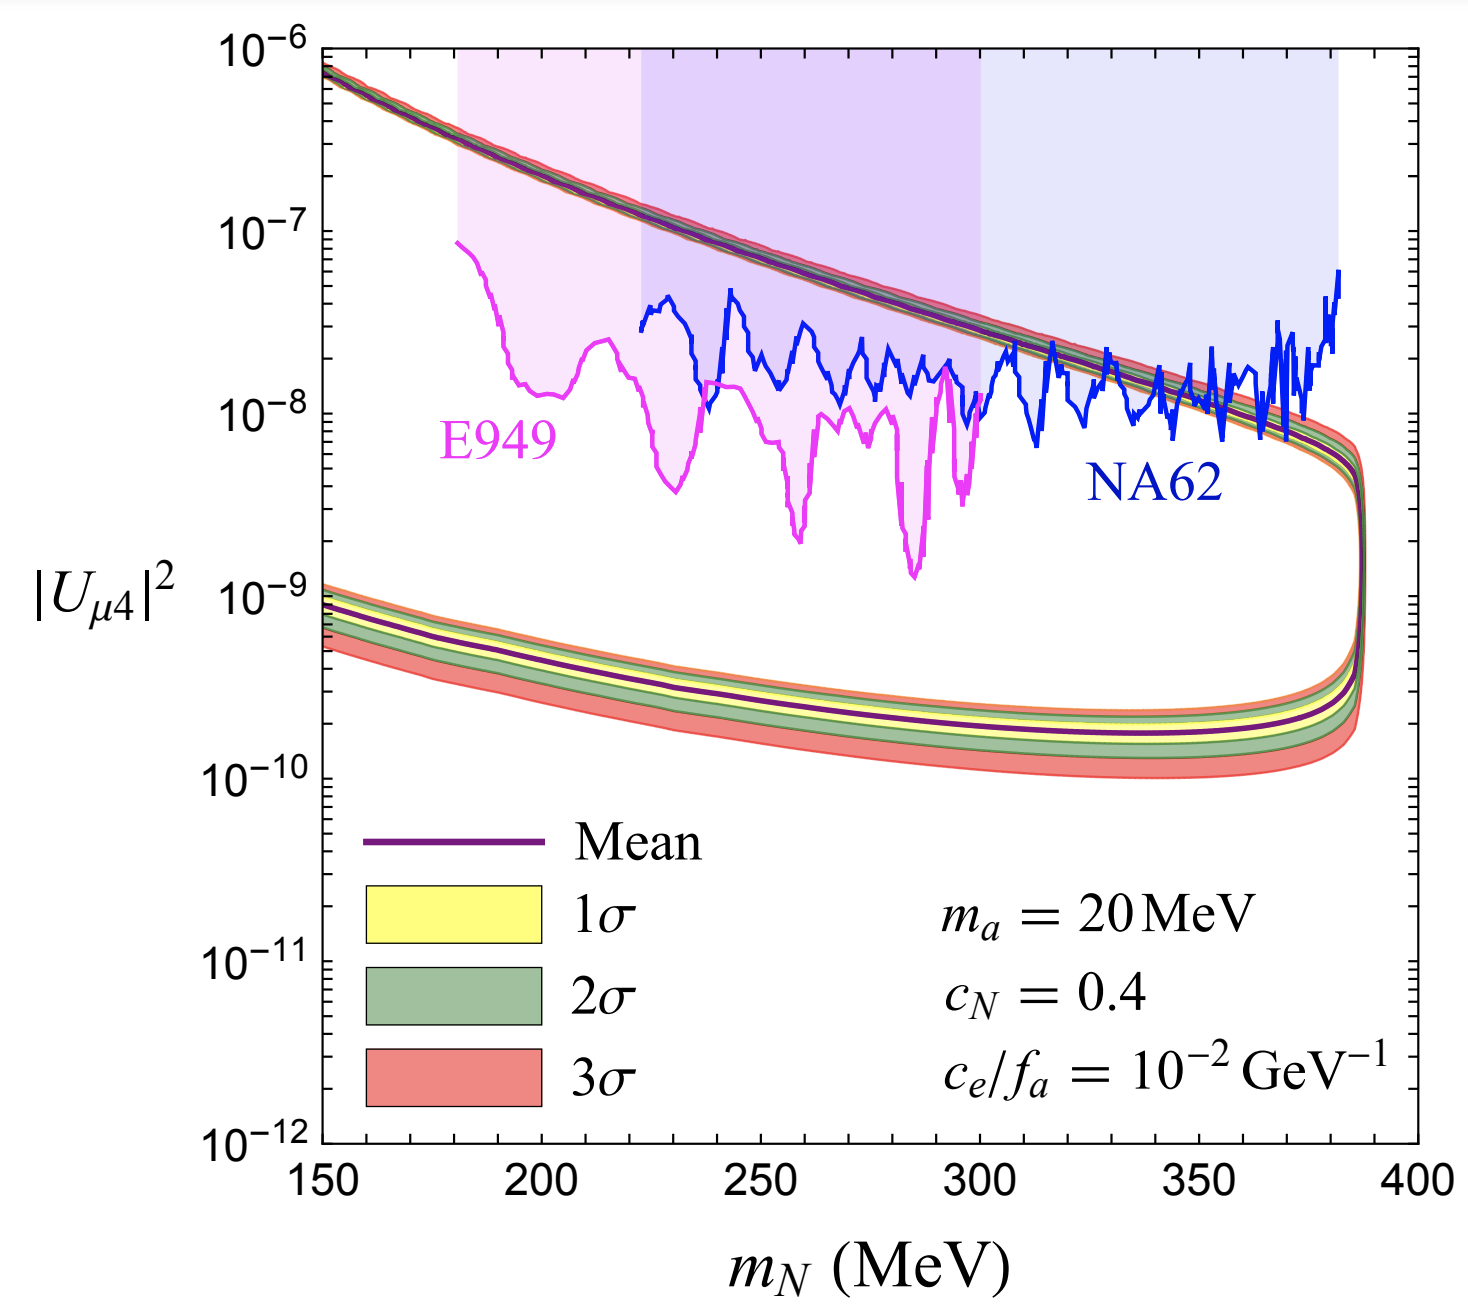 10⁻⁶
10⁻⁷
10⁻⁸
10⁻⁹
10⁻¹⁰
10⁻¹¹
10⁻¹²
|U_{μ4}|²
E949
NA62
Mean
1σ
2σ
3σ
m_a = 20 MeV
c_N = 0.4
c_e/f_a = 10⁻² GeV⁻¹
150 200 250 300 350 400
m_N (MeV)